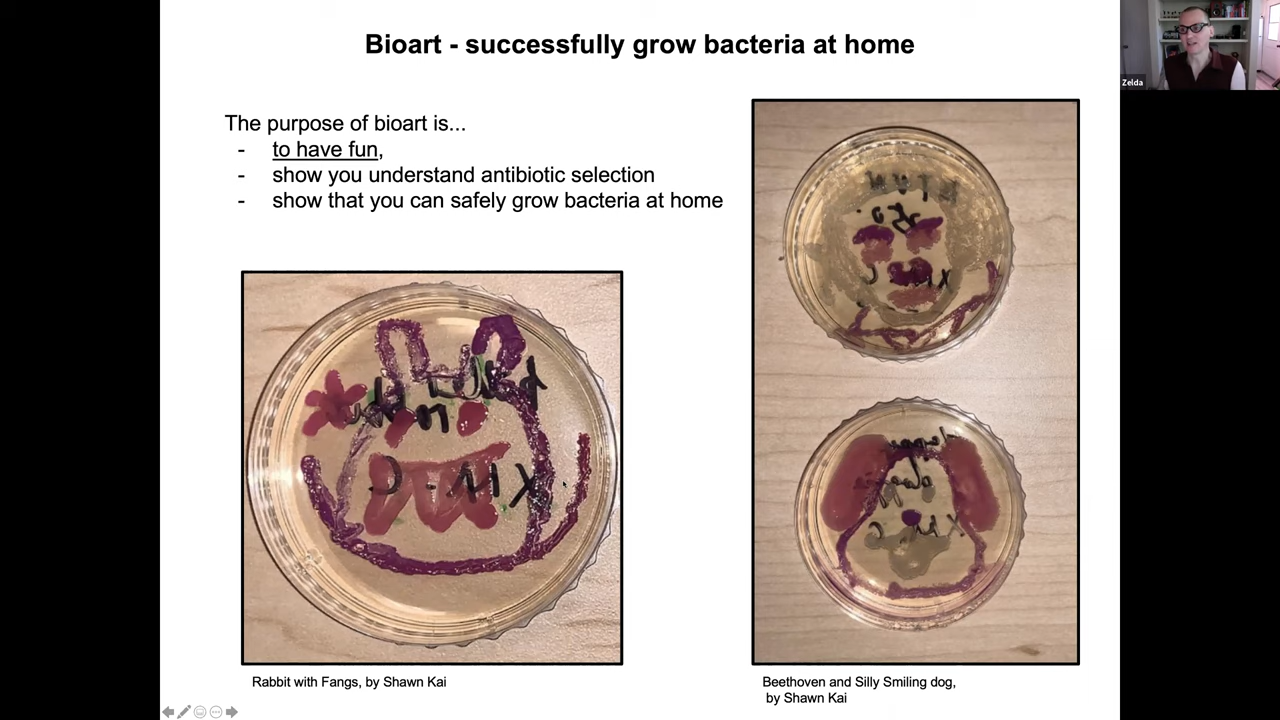 Bioart - successfully grow bacteria at home
Zelda
The purpose of bioart is...
- to have fun,
- show you understand antibiotic selection
- show that you can safely grow bacteria at home
Rabbit with Fangs, by Shawn Kai
Beethoven and Silly Smiling dog,
by Shawn Kai